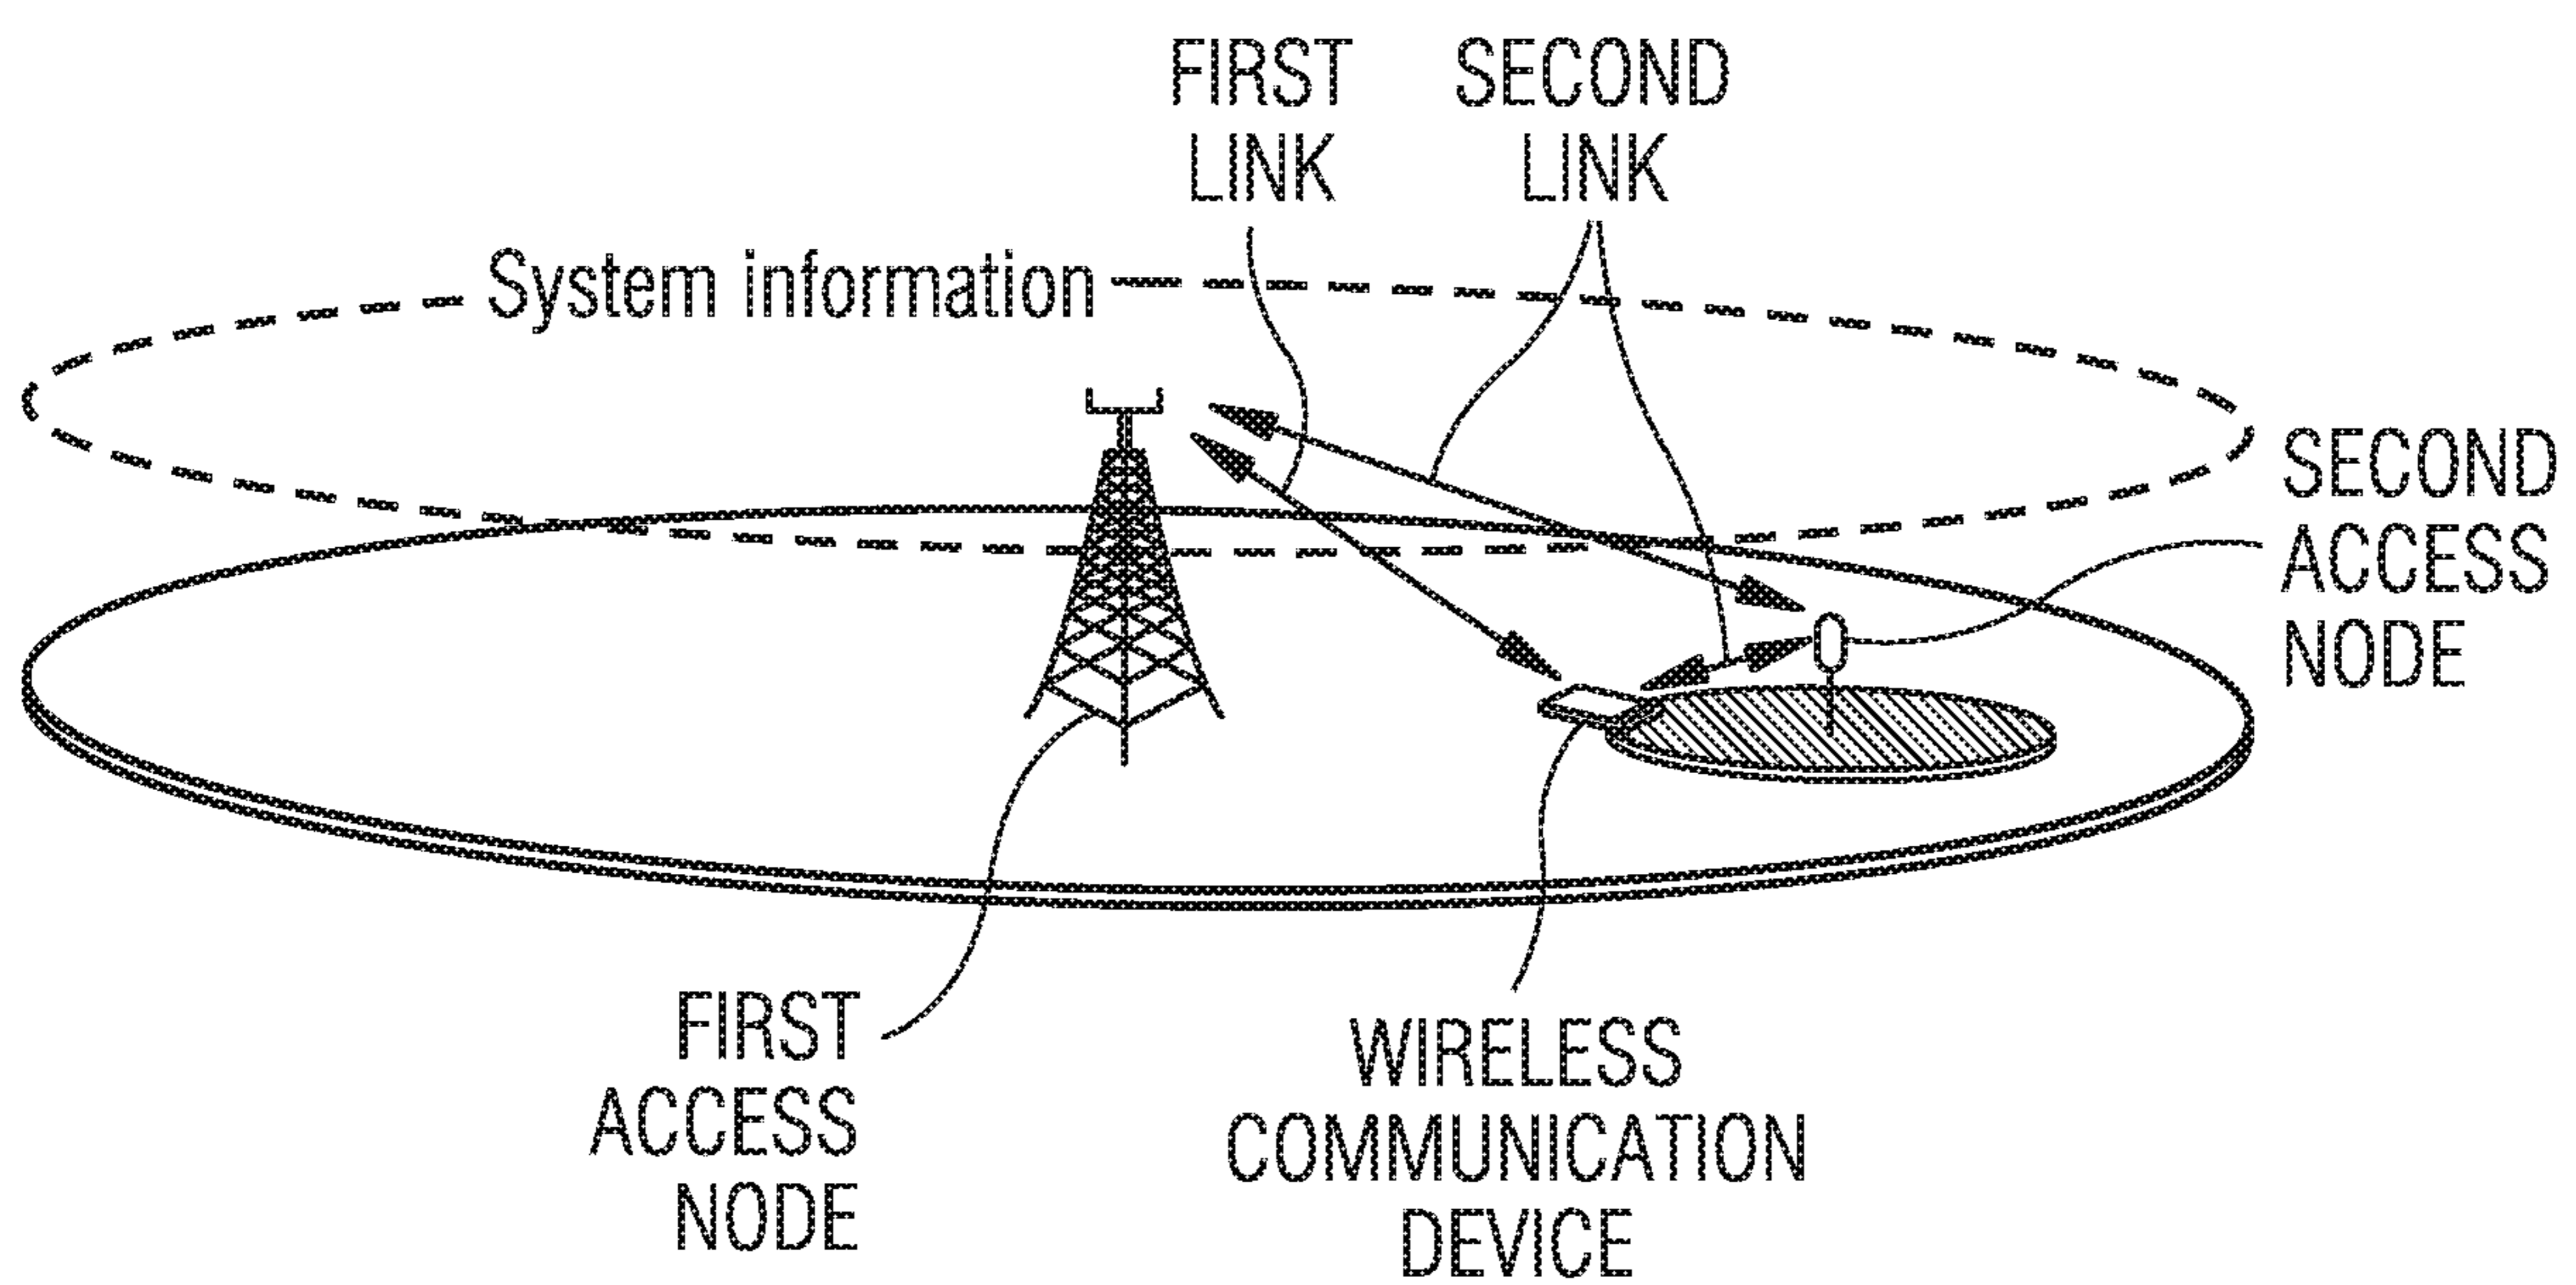 FIRST
LINK
SECOND
LINK
System information
SECOND
ACCESS
NODE
FIRST
ACCESS
NODE
WIRELESS
COMMUNICATION
DEVICE